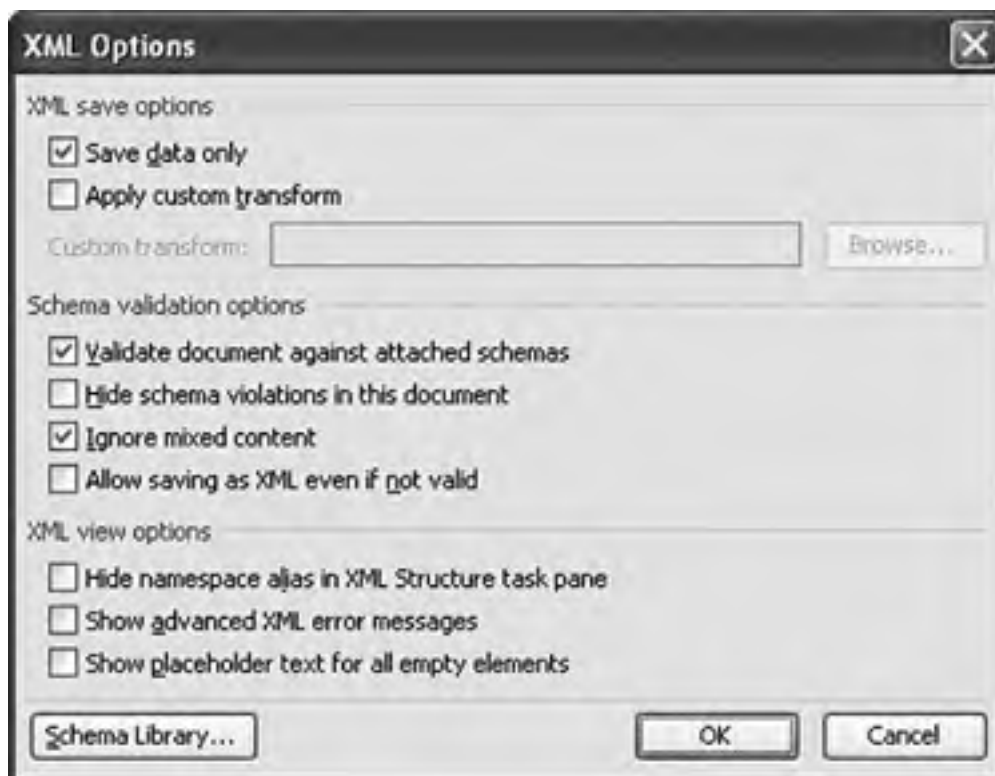 XML Options
XML save options
Save data only
Apply custom transform
Custom transform:
Browse...
Schema validation options
Validate document against attached schemas
Hide schema violations in this document
Ignore mixed content
Allow saving as XML even if not valid
XML view options
Hide namespace alias in XML Structure task pane
Show advanced XML error messages
Show placeholder text for all empty elements
Schema Library...
OK
Cancel